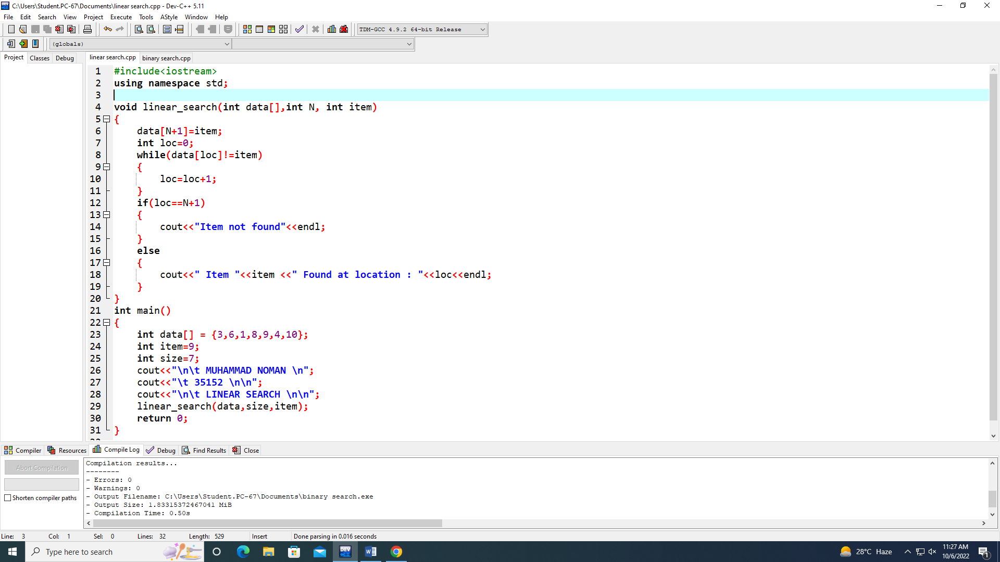 C:\Users\Student.PC-67\Documents\linear search.cpp - Dev-C++ 5.11
File Edit Search View Project Execute Tools AStyle Window Help
TDM-GCC 4.9.2 64-bit Release
(globals)
Project Classes Debug
linear search.cpp binary search.cpp
1 #include<iostream>
2 using namespace std;
3
4 void linear_search(int data[],int N, int item)
5 {
6 data[N+1]=item;
7 int loc=0;
8 while(data[loc]!=item)
9 {
10 loc=loc+1;
11 }
12 if(loc==N+1)
13 {
14 cout<<"Item not found"<<endl;
15 }
16 else
17 {
18 cout<<" Item "<<item <<" Found at location : "<<loc<<endl;
19 }
20 }
21 int main()
22 {
23 int data[] = {3,6,1,8,9,4,10};
24 int item=9;
25 int size=7;
26 cout<<"\n\t MUHAMMAD NOMAN \n";
27 cout<<"\t 35152 \n\n";
28 cout<<"\n\t LINEAR SEARCH \n\n";
29 linear_search(data,size,item);
30 return 0;
31 }
Compiler Resources Compile Log Debug Find Results Close
Abort Compilation
Shorten compiler paths
Compilation results...
--------
- Errors: 0
- Warnings: 0
- Output Filename: C:\Users\Student.PC-67\Documents\binary search.exe
- Output Size: 1.83315372467041 MiB
- Compilation Time: 0.50s
Line: 3 Col: 1 Sel: 0 Lines: 32 Length: 529 Insert Done parsing in 0.016 seconds
Type here to search
DEV
28°C Haze
11:27 AM
10/6/2022
1